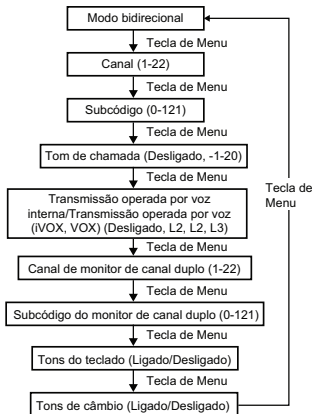 Modo bidirecional
Tecla de Menu
Canal (1-22)
Tecla de Menu
Subcódigo (0-121)
Tecla de Menu
Tom de chamada (Desligado, -1-20)
Tecla de Menu
Transmissão operada por voz
interna/Transmissão operada por voz
(iVOX, VOX) (Desligado, L2, L2, L3)
Tecla de Menu
Canal de monitor de canal duplo (1-22)
Tecla de Menu
Subcódigo do monitor de canal duplo (0-121)
Tecla de Menu
Tons do teclado (Ligado/Desligado)
Tecla de Menu
Tons de câmbio (Ligado/Desligado)
Tecla de
Menu